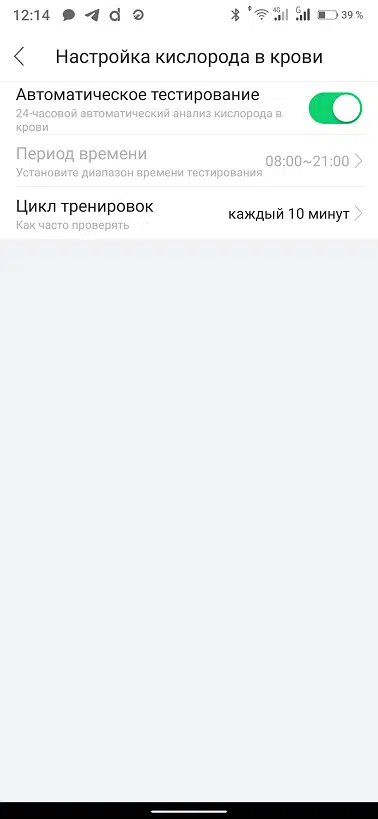 12:14 4G G 39 %
Настройка кислорода в крови
Автоматическое тестирование
24-часовой автоматический анализ кислорода в
крови
Период времени
08:00~21:00
Установите диапазон времени тестирования
Цикл тренировок
каждый 10 минут
Как часто проверять